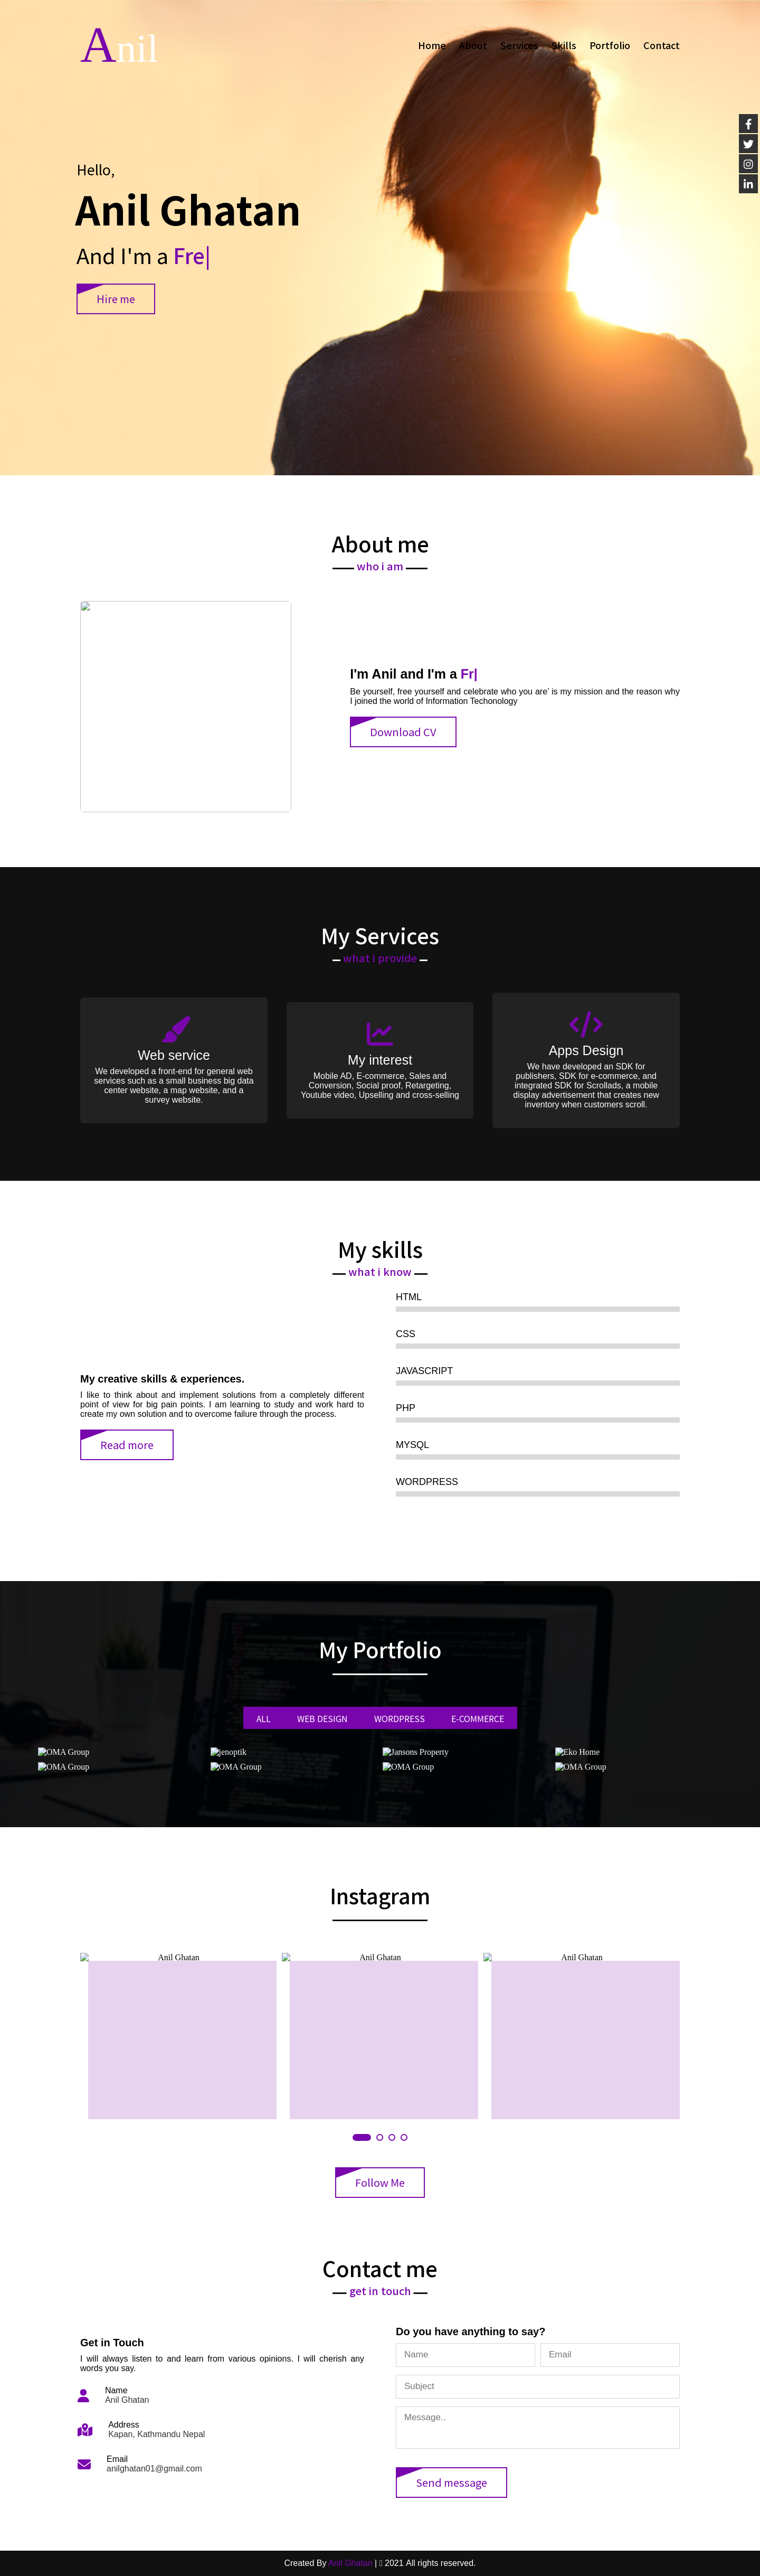 Anil
Home About Services Skills Portfolio Contact
Hello,
Anil Ghatan
And I'm a Fre|
Hire me
About me
who i am
I'm Anil and I'm a Fr|
Be yourself, free yourself and celebrate who you are' is my mission and the reason why
I joined the world of Information Techonology
Download CV
My Services
what i provide
Web service
We developed a front-end for general web
services such as a small business big data
center website, a map website, and a
survey website.
My interest
Mobile AD, E-commerce, Sales and
Conversion, Social proof, Retargeting,
Youtube video, Upselling and cross-selling
Apps Design
We have developed an SDK for
publishers, SDK for e-commerce, and
integrated SDK for Scrollads, a mobile
display advertisement that creates new
inventory when customers scroll.
My skills
what i know
My creative skills & experiences.
I like to think about and implement solutions from a completely different
point of view for big pain points. I am learning to study and work hard to
create my own solution and to overcome failure through the process.
Read more
HTML
CSS
JAVASCRIPT
PHP
MYSQL
WORDPRESS
My Portfolio
ALL WEB DESIGN WORDPRESS E-COMMERCE
OMA Group jenoptik Jansons Property Eko Home
OMA Group OMA Group OMA Group OMA Group
Instagram
Anil Ghatan Anil Ghatan Anil Ghatan
Follow Me
Contact me
get in touch
Get in Touch
I will always listen to and learn from various opinions. I will cherish any
words you say.
Name
Anil Ghatan
Address
Kapan, Kathmandu Nepal
Email
anilghatan01@gmail.com
Do you have anything to say?
Name Email
Subject
Message..
Send message
Created By Anil Ghatan | 2021 All rights reserved.